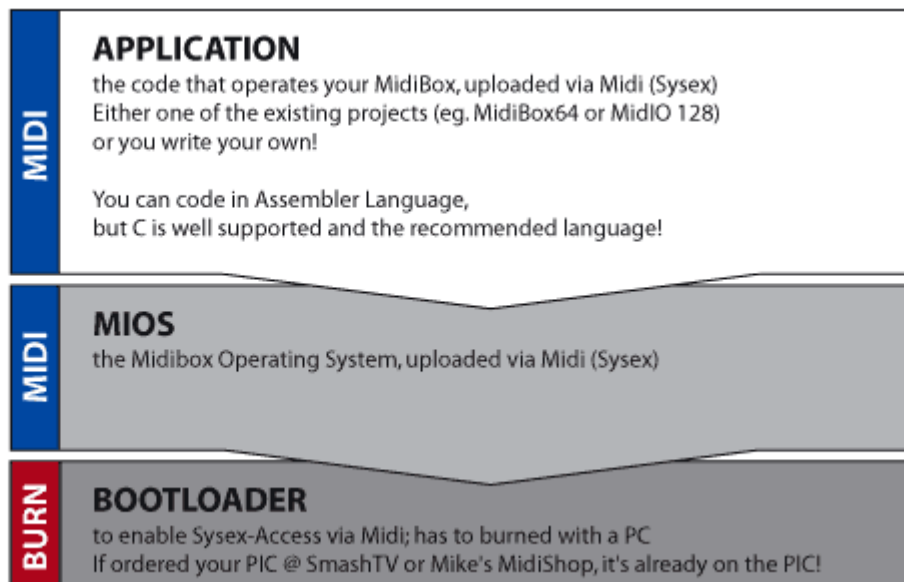 MIDI
APPLICATION
the code that operates your MidiBox, uploaded via Midi (Sysex)
Either one of the existing projects (eg. MidiBox64 or MidIO 128)
or you write your own!
You can code in Assembler Language,
but C is well supported and the recommended language!
MIDI
MIOS
the Midibox Operating System, uploaded via Midi (Sysex)
BURN
BOOTLOADER
to enable Sysex-Access via Midi; has to burned with a PC
If ordered your PIC @ SmashTV or Mike's MidiShop, it's already on the PIC!